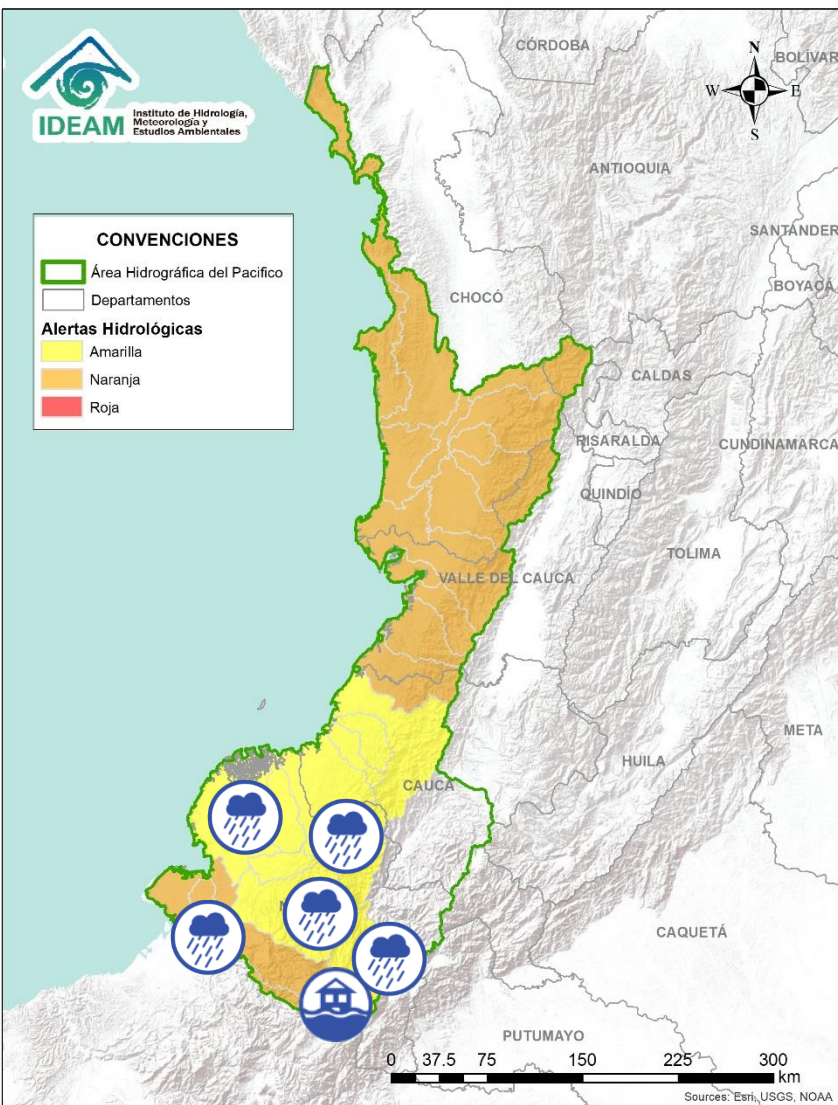 IDEAM
Instituto de Hidrología,
Meteorología y
Estudios Ambientales
CÓRDOBA
BOLÍVAR
N
W
E
S
ANTIOQUIA
SANTANDER
BOYACÁ
CONVENCIONES
Área Hidrográfica del Pacifico
Departamentos
Alertas Hidrológicas
Amarilla
Naranja
Roja
CHOCÓ
CALDAS
RISARALDA
CUNDINAMARCA
QUINDÍO
TOLIMA
VALLE DEL CAUCA
META
HUILA
CAUCA
CAQUETÁ
PUTUMAYO
0 37.5 75 150 225 300
km
Sources: Esri, USGS, NOAA